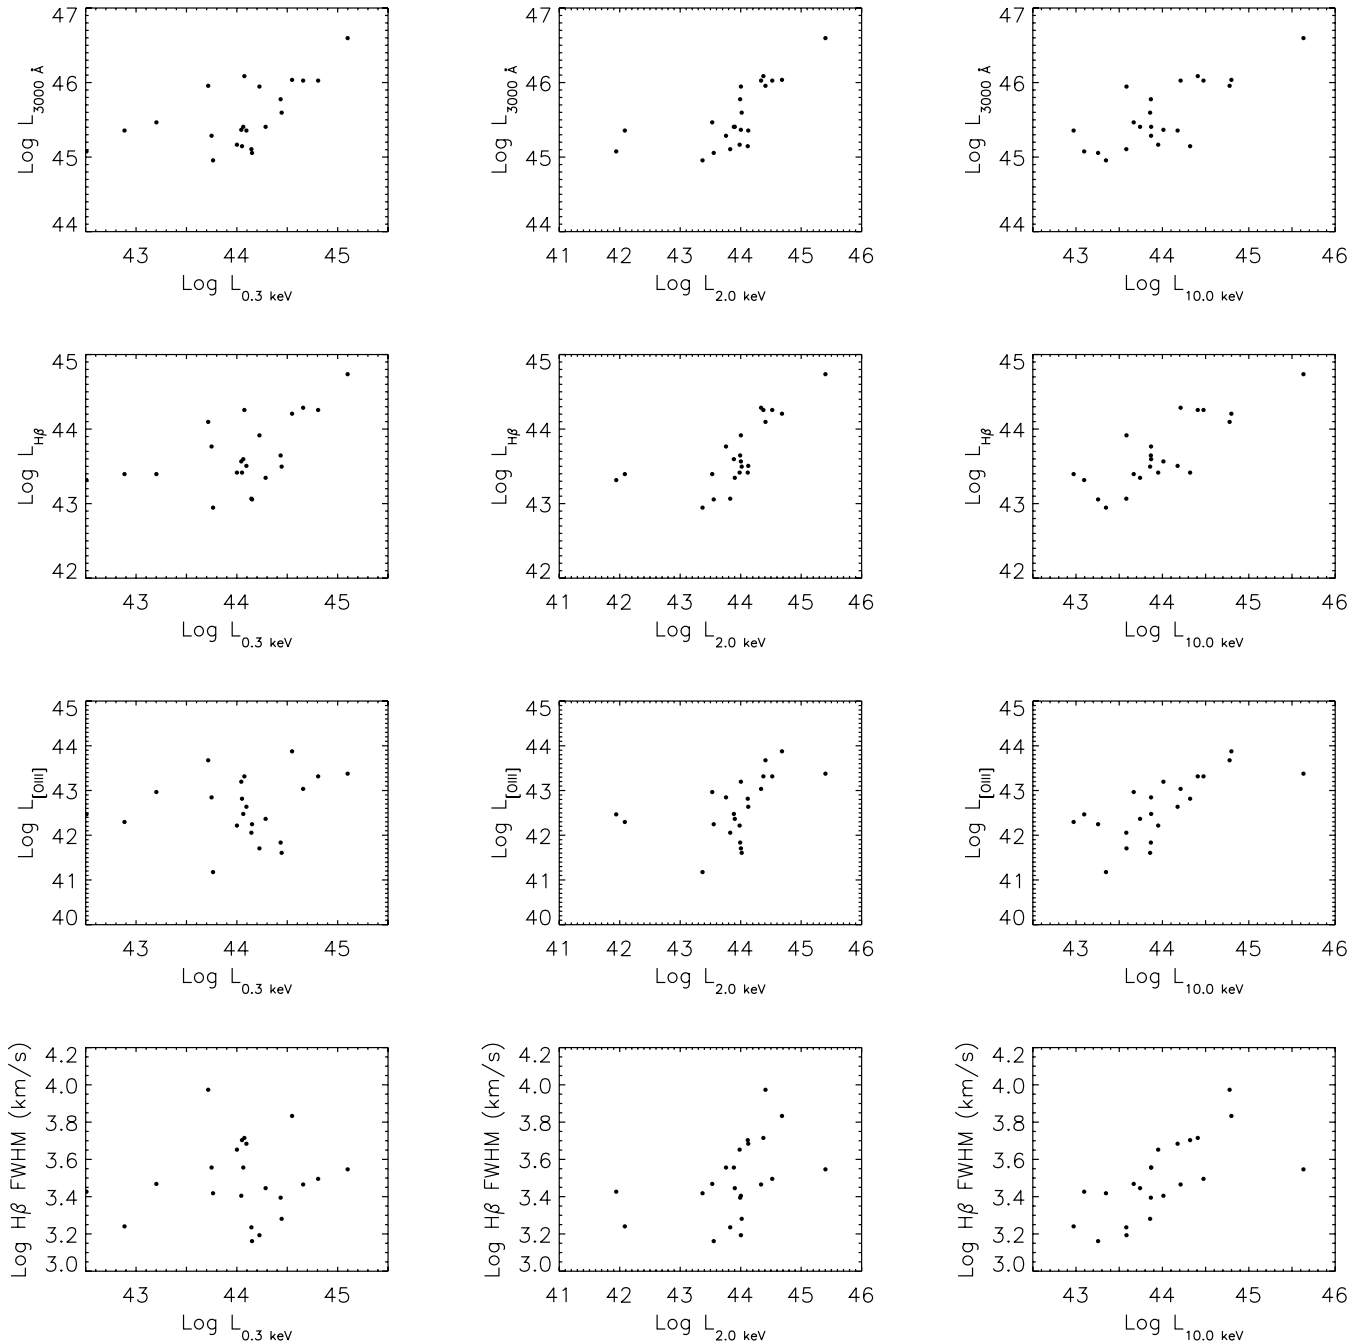 47
46
45
44
Log L3000 Å
43 44 45
Log L0.3 keV
47
46
45
44
Log L3000 Å
41 42 43 44 45 46
Log L2.0 keV
47
46
45
44
Log L3000 Å
43 44 45 46
Log L10.0 keV
45
44
43
42
Log LHβ
43 44 45
Log L0.3 keV
45
44
43
42
Log LHβ
41 42 43 44 45 46
Log L2.0 keV
45
44
43
42
Log LHβ
43 44 45 46
Log L10.0 keV
45
44
43
42
41
40
Log L[OIII]
43 44 45
Log L0.3 keV
45
44
43
42
41
40
Log L[OIII]
41 42 43 44 45 46
Log L2.0 keV
45
44
43
42
41
40
Log L[OIII]
43 44 45 46
Log L10.0 keV
4.2
4.0
3.8
3.6
3.4
3.2
3.0
Log Hβ FWHM (km/s)
43 44 45
Log L0.3 keV
4.2
4.0
3.8
3.6
3.4
3.2
3.0
Log Hβ FWHM (km/s)
41 42 43 44 45 46
Log L2.0 keV
4.2
4.0
3.8
3.6
3.4
3.2
3.0
Log Hβ FWHM (km/s)
43 44 45 46
Log L10.0 keV